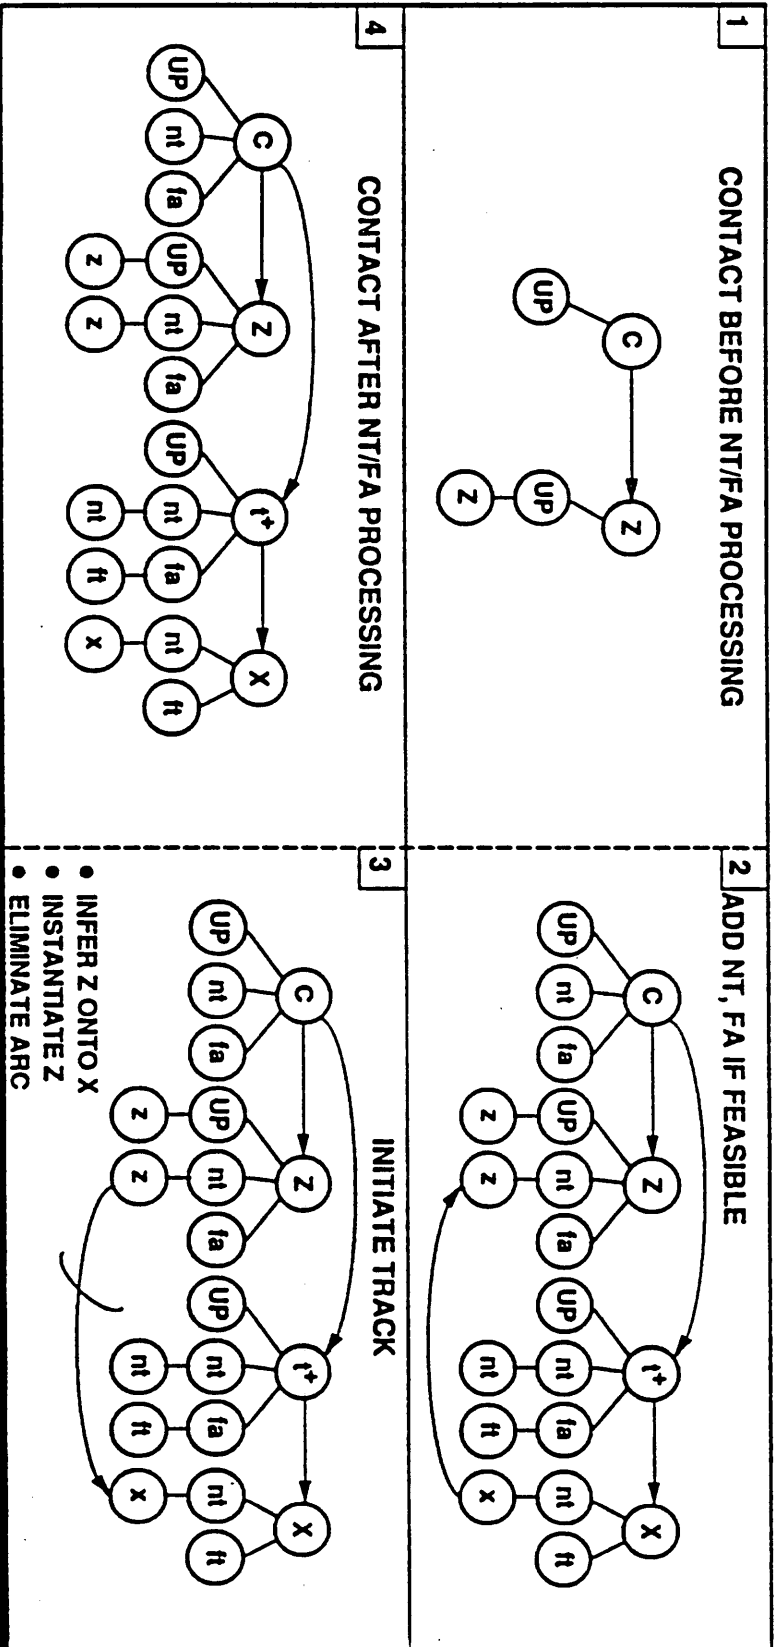 1
CONTACT BEFORE NT/FA PROCESSING
C Z
UP UP
Z
2 ADD NT, FA IF FEASIBLE
C Z t+ X
UP nt fa UP nt fa UP nt fa nt ft
z z nt ft x
3
INITIATE TRACK
C Z t+ X
UP nt fa UP nt fa UP nt fa nt ft
z z nt ft x
• INFER Z ONTO X
• INSTANTIATE Z
• ELIMINATE ARC
4
CONTACT AFTER NT/FA PROCESSING
C Z t+ X
UP nt fa UP nt fa UP nt fa nt ft
z z nt ft x